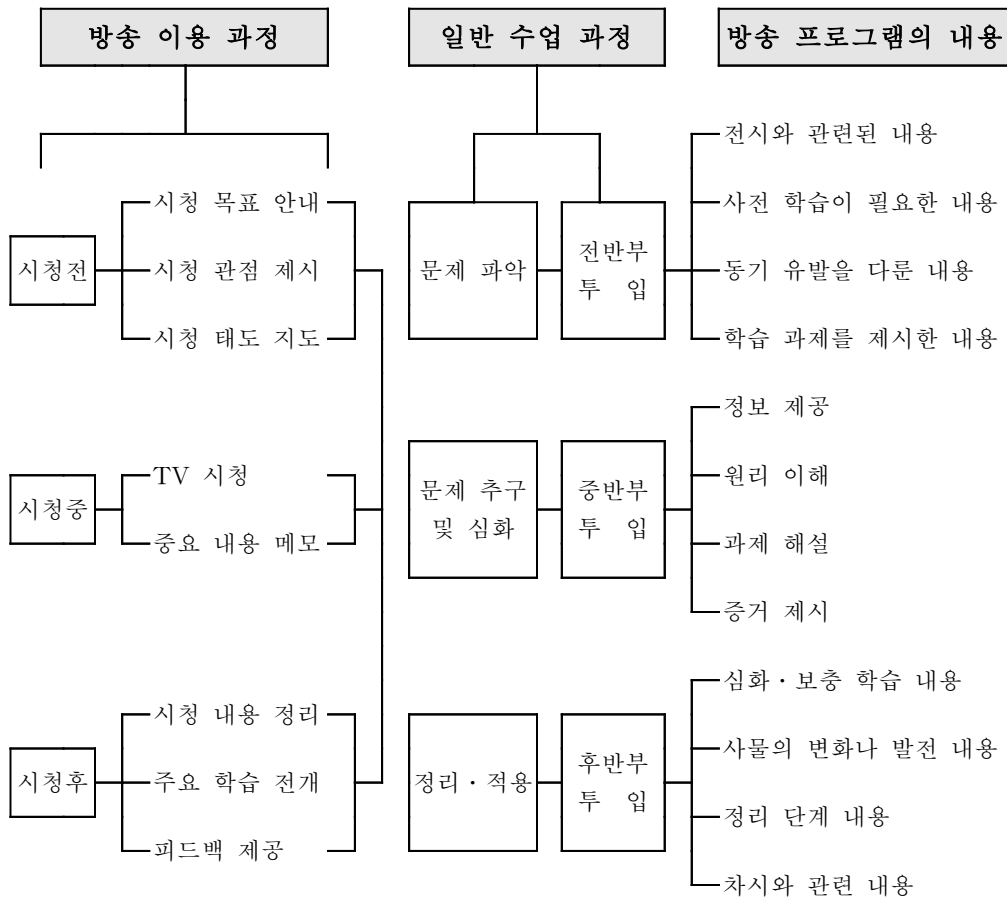 방송 이용 과정
일반 수업 과정
방송 프로그램의 내용
시청전
시청 목표 안내
시청 관점 제시
시청 태도 지도
문제 파악
전반부
투 입
전시와 관련된 내용
사전 학습이 필요한 내용
동기 유발을 다룬 내용
학습 과제를 제시한 내용
시청중
TV 시청
중요 내용 메모
문제 추구
및 심화
중반부
투 입
정보 제공
원리 이해
과제 해설
증거 제시
시청후
시청 내용 정리
주요 학습 전개
피드백 제공
정리·적용
후반부
투 입
심화·보충 학습 내용
사물의 변화나 발전 내용
정리 단계 내용
차시와 관련 내용